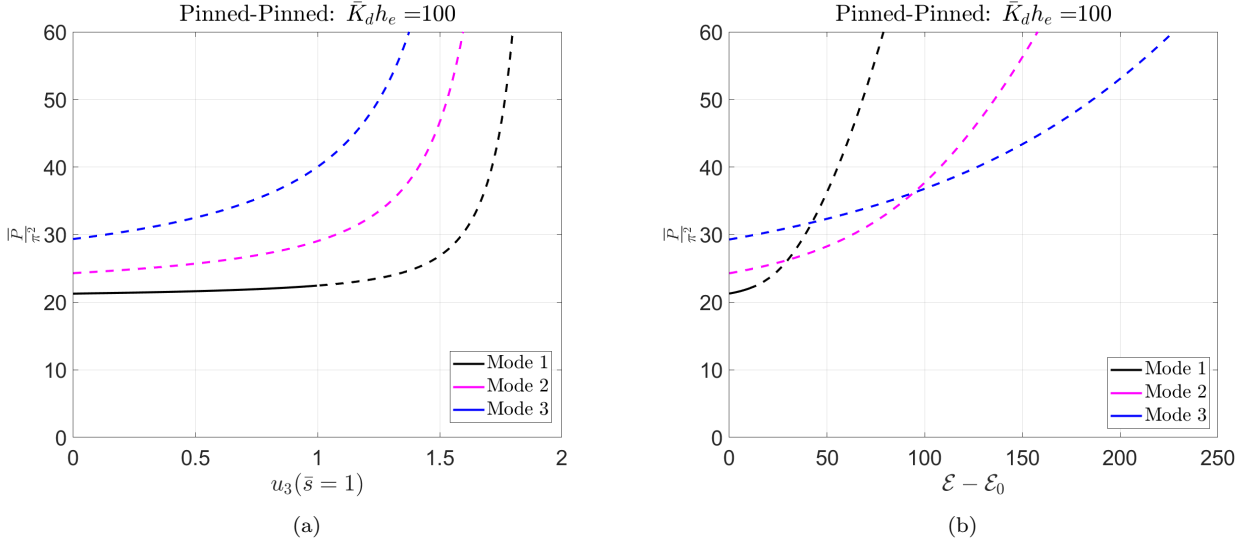 Pinned-Pinned: K̄_d h_e =100
60
50
40
30
20
10
0
P̄/π²
0 0.5 1 1.5 2
u₃(s̄ = 1)
Mode 1
Mode 2
Mode 3
(a)
Pinned-Pinned: K̄_d h_e =100
60
50
40
30
20
10
0
P̄/π²
0 50 100 150 200 250
ℰ − ℰ₀
Mode 1
Mode 2
Mode 3
(b)